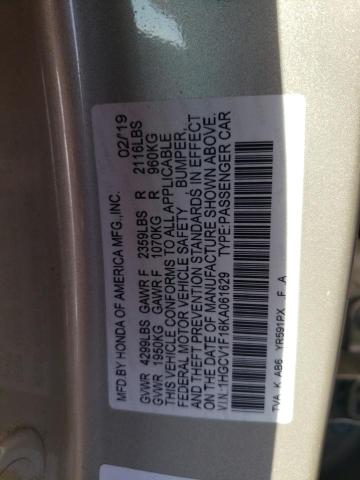 MFD.BY HONDA OF AMERICA MFG.,INC. 02/19
GVWR 4299LBS GAWR F 2359LBS R 2116LBS
GVWR 1950KG GAWR F 1070KG R 960KG
THIS VEHICLE CONFORMS TO ALL APPLICABLE
FEDERAL MOTOR VEHICLE SAFETY , BUMPER,
AND THEFT PREVENTION STANDARDS IN EFFECT
ON THE DATE OF MANUFACTURE SHOWN ABOVE.
V.I.N.:1HGCV1F16KA061629 TYPE:PASSENGER CAR
TVA K AB6 YR591PX F A